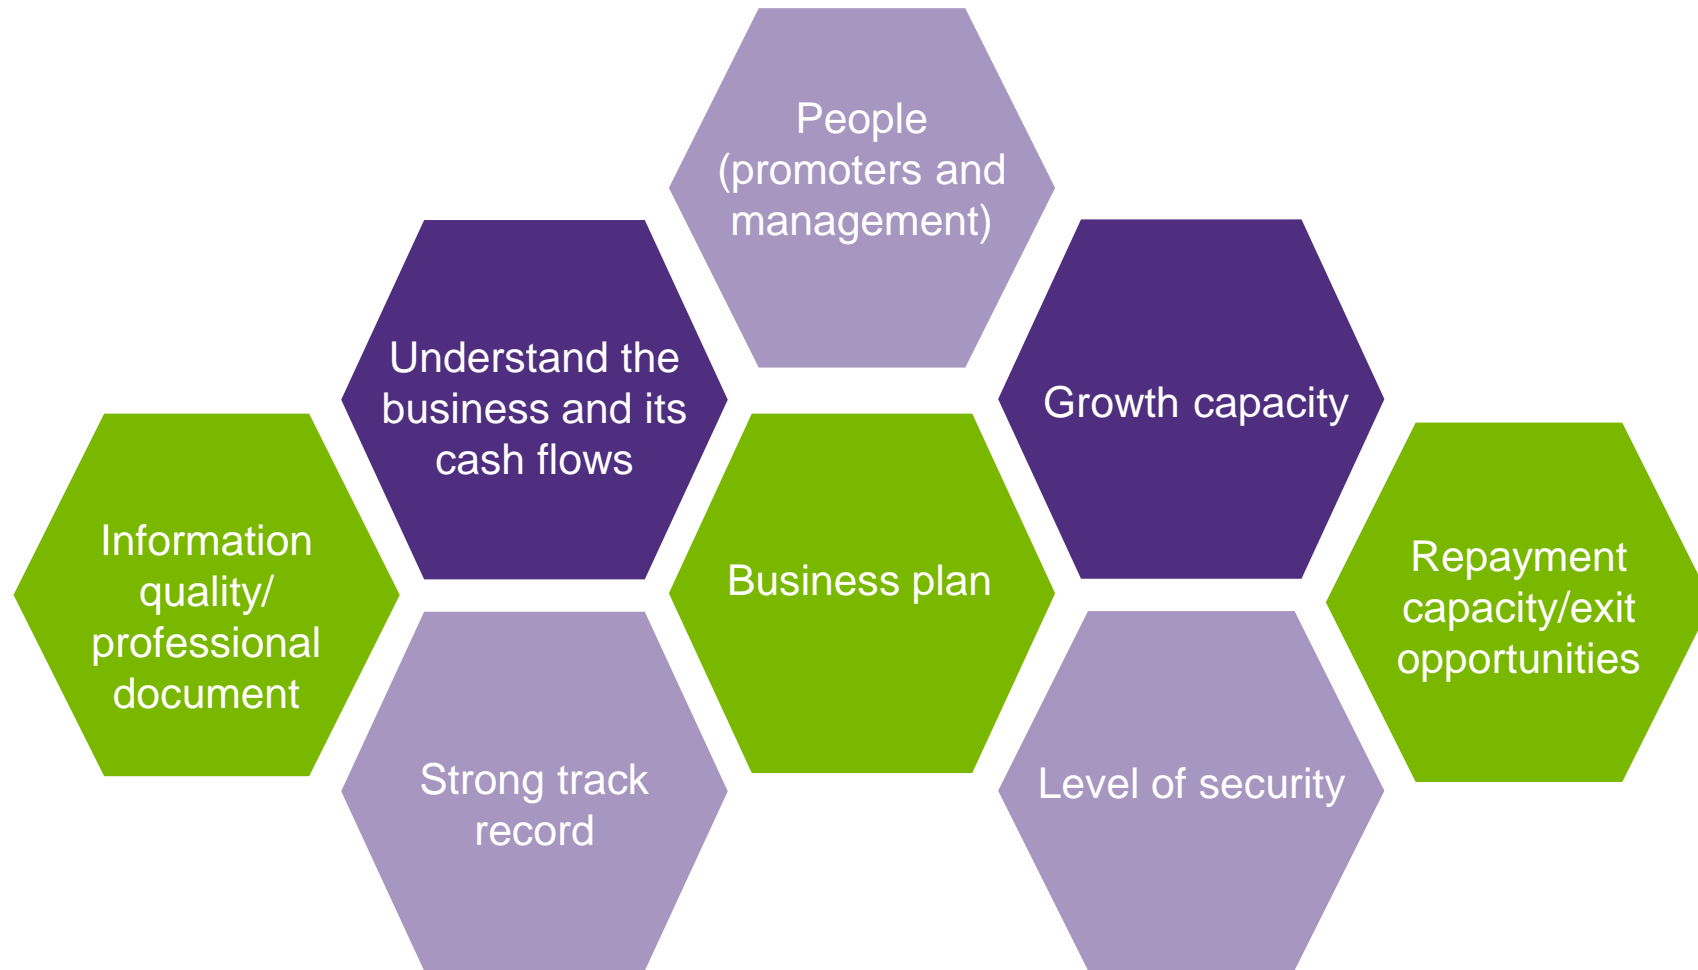 People
(promoters and
management)
Understand the
business and its
cash flows
Growth capacity
Information
quality/
professional
document
Business plan
Repayment
capacity/exit
opportunities
Strong track
record
Level of security